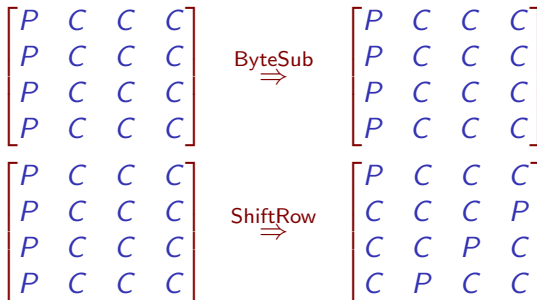 P C C C P C C C
P C C C ByteSub P C C C
P C C C ⇒ P C C C
P C C C P C C C
P C C C P C C C
P C C C ShiftRow C C C P
P C C C ⇒ C C P C
P C C C C P C C